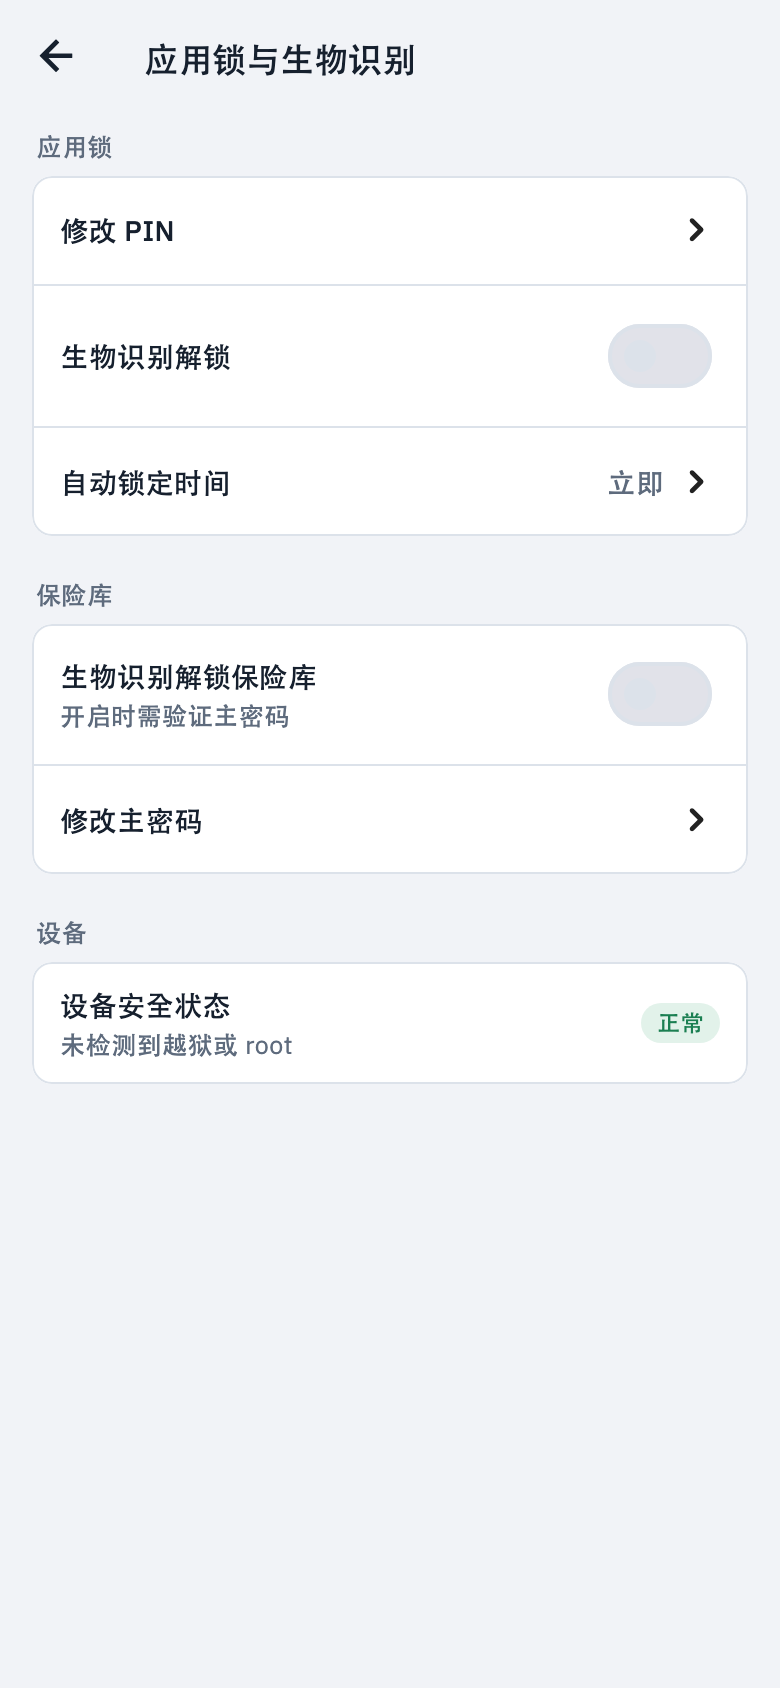 应用锁与生物识别
应用锁
修改 PIN
生物识别解锁
自动锁定时间
立即
保险库
生物识别解锁保险库
开启时需验证主密码
修改主密码
设备
设备安全状态
未检测到越狱或 root
正常